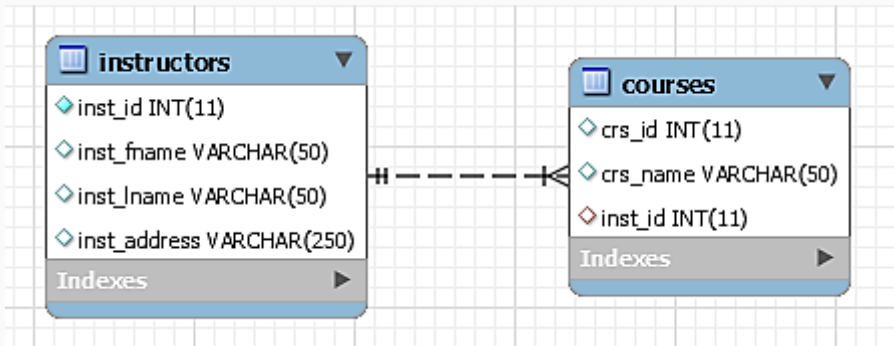 instructors
inst_id INT(11)
inst_fname VARCHAR(50)
inst_lname VARCHAR(50)
inst_address VARCHAR(250)
Indexes
courses
crs_id INT(11)
crs_name VARCHAR(50)
inst_id INT(11)
Indexes